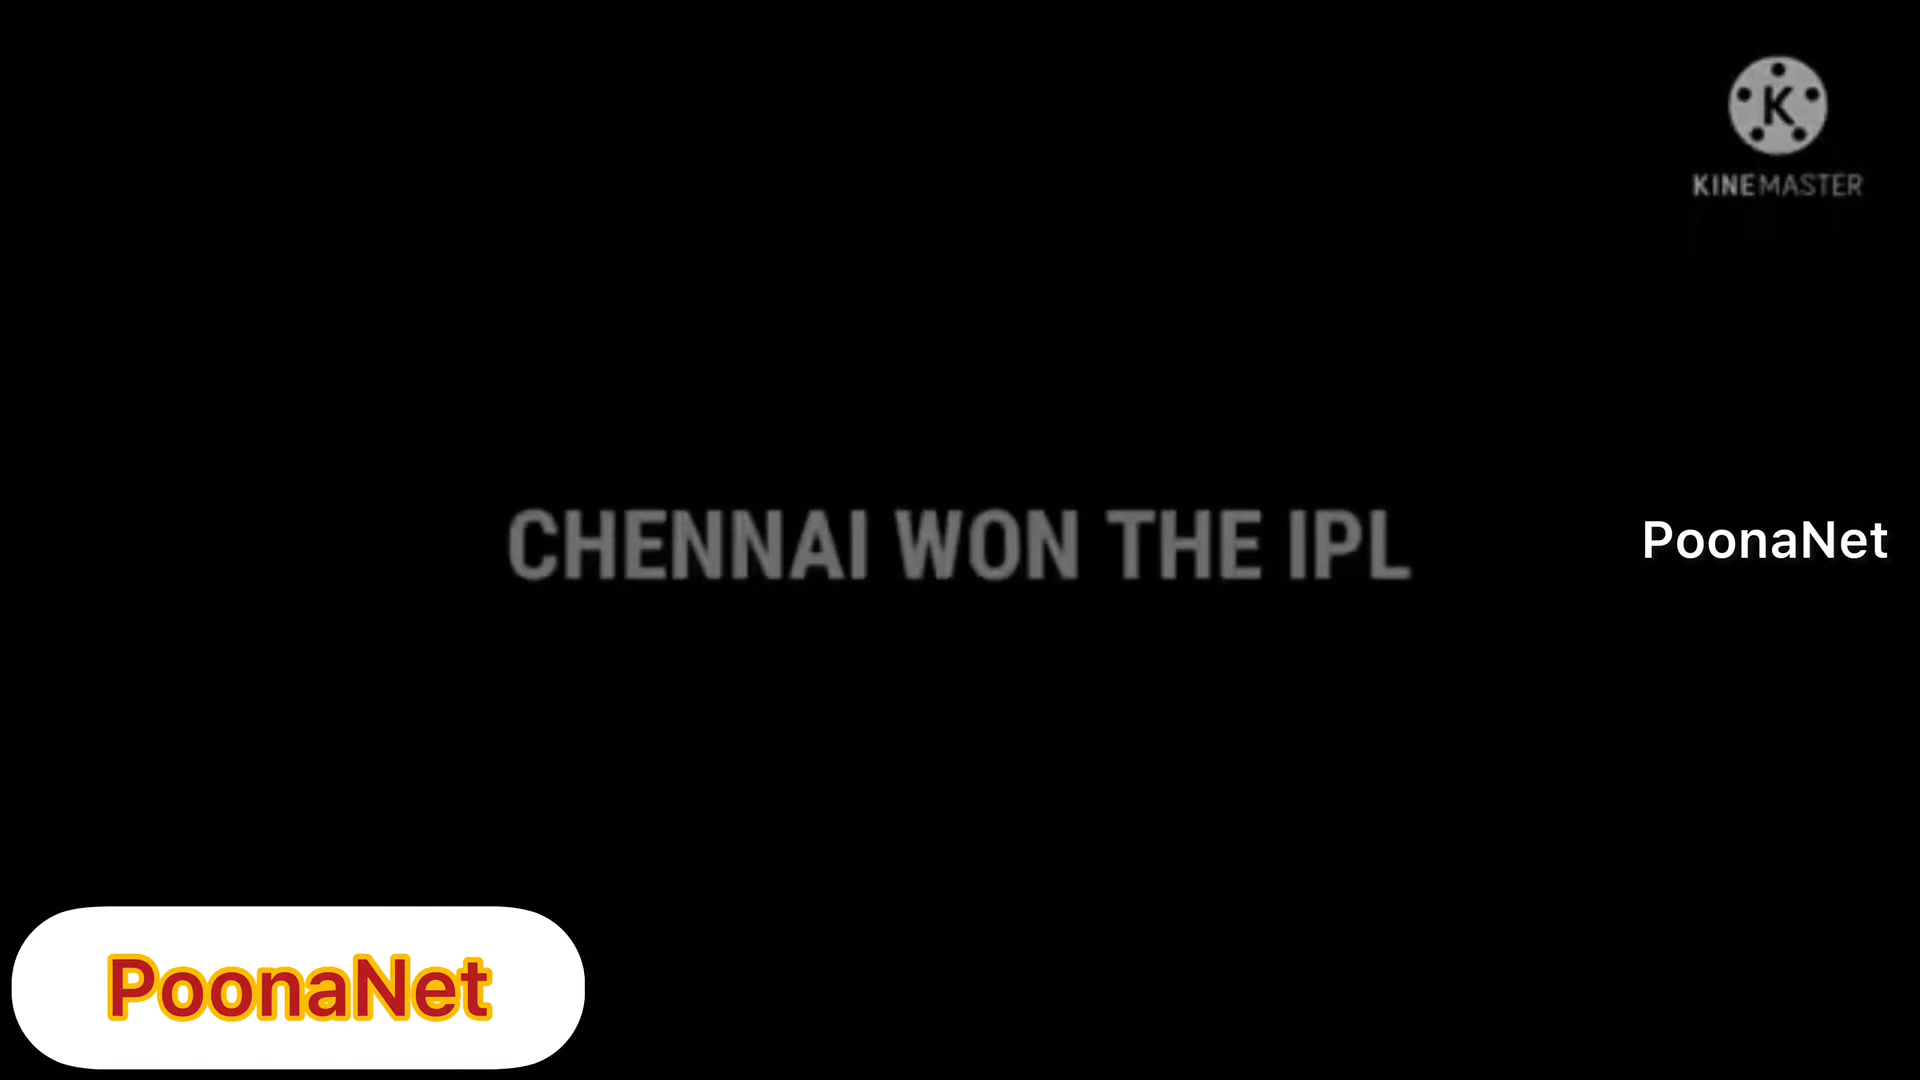 K
KINEMASTER
CHENNAI WON THE IPL
PoonaNet
PoonaNet